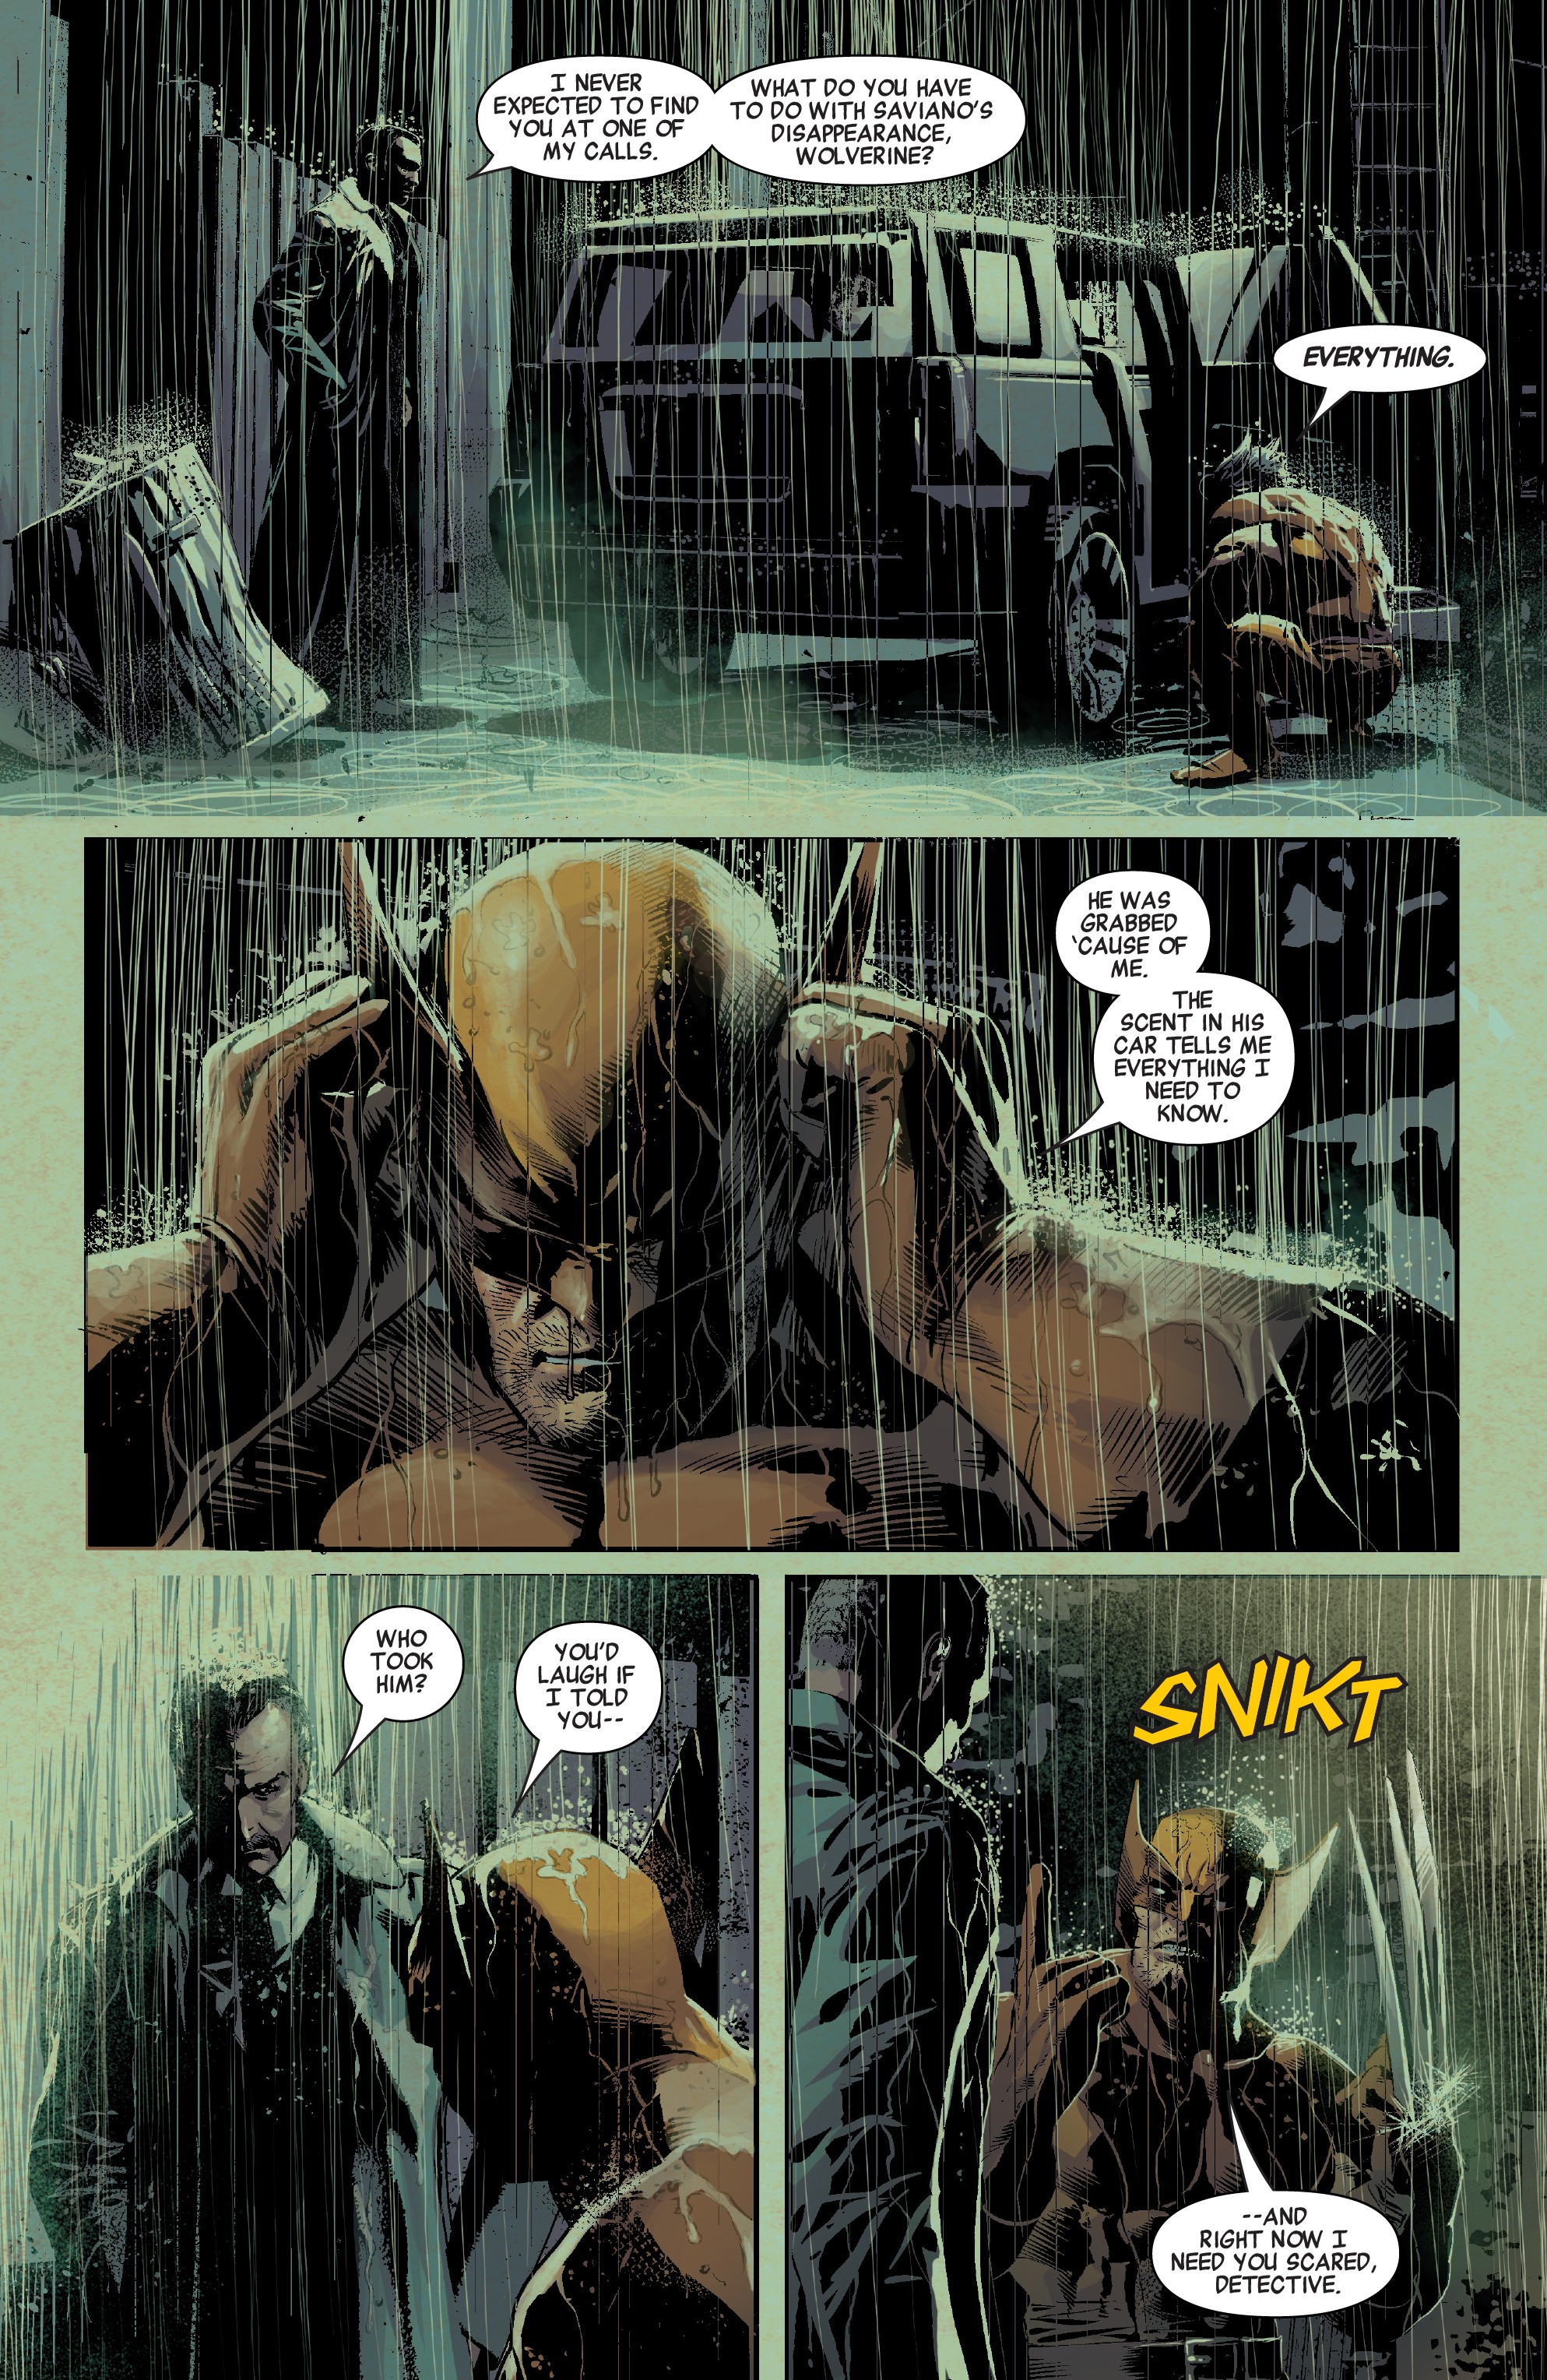 I NEVER
EXPECTED TO FIND
YOU AT ONE OF
MY CALLS.
WHAT DO YOU HAVE
TO DO WITH SAVIANO'S
DISAPPEARANCE,
WOLVERINE?
EVERYTHING.
HE WAS
GRABBED
'CAUSE OF
ME.
THE
SCENT IN HIS
CAR TELLS ME
EVERYTHING I
NEED TO
KNOW.
WHO
TOOK
HIM?
YOU'D
LAUGH IF
I TOLD
YOU--
SNIKT
--AND
RIGHT NOW I
NEED YOU SCARED,
DETECTIVE.